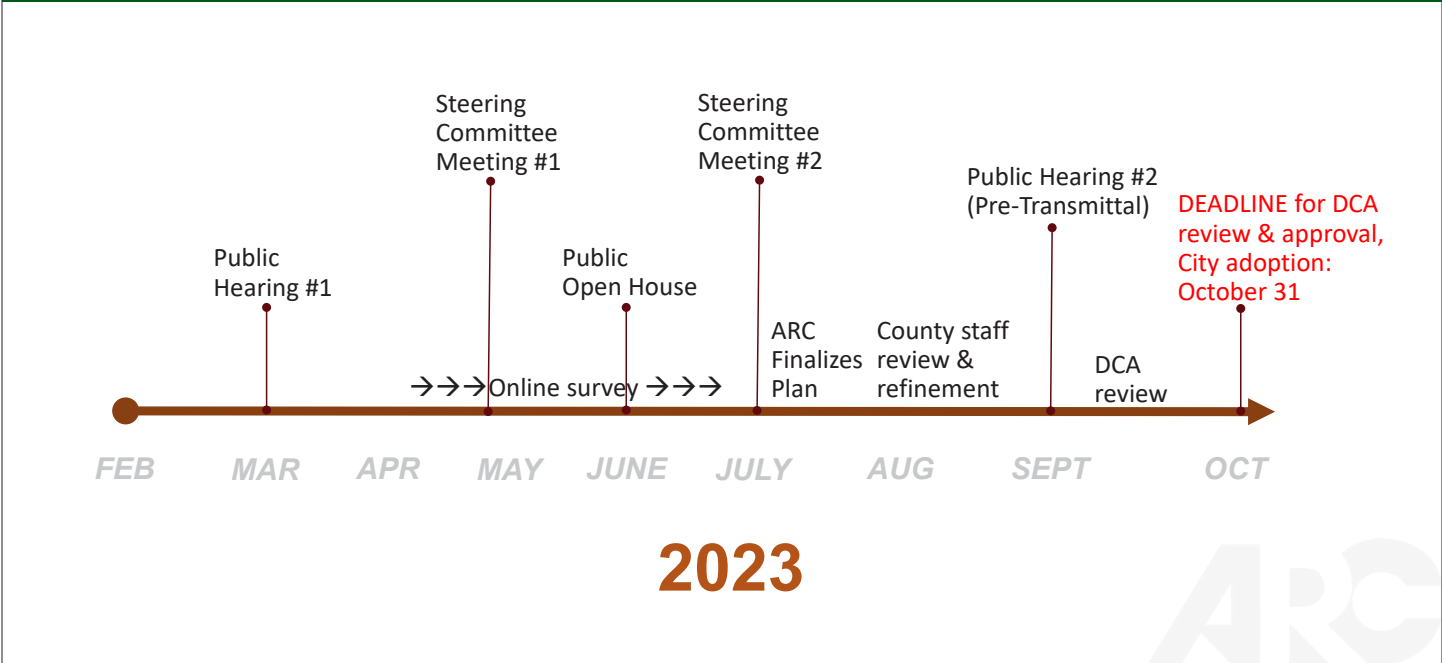 Steering
Committee
Meeting #1
Steering
Committee
Meeting #2
Public Hearing #2
(Pre-Transmittal)
DEADLINE for DCA
review & approval,
City adoption:
October 31
Public
Hearing #1
Public
Open House
ARC
Finalizes
Plan
County staff
review &
refinement
DCA
review
→→→Online survey →→→
FEB MAR APR MAY JUNE JULY AUG SEPT OCT
2023
ARC